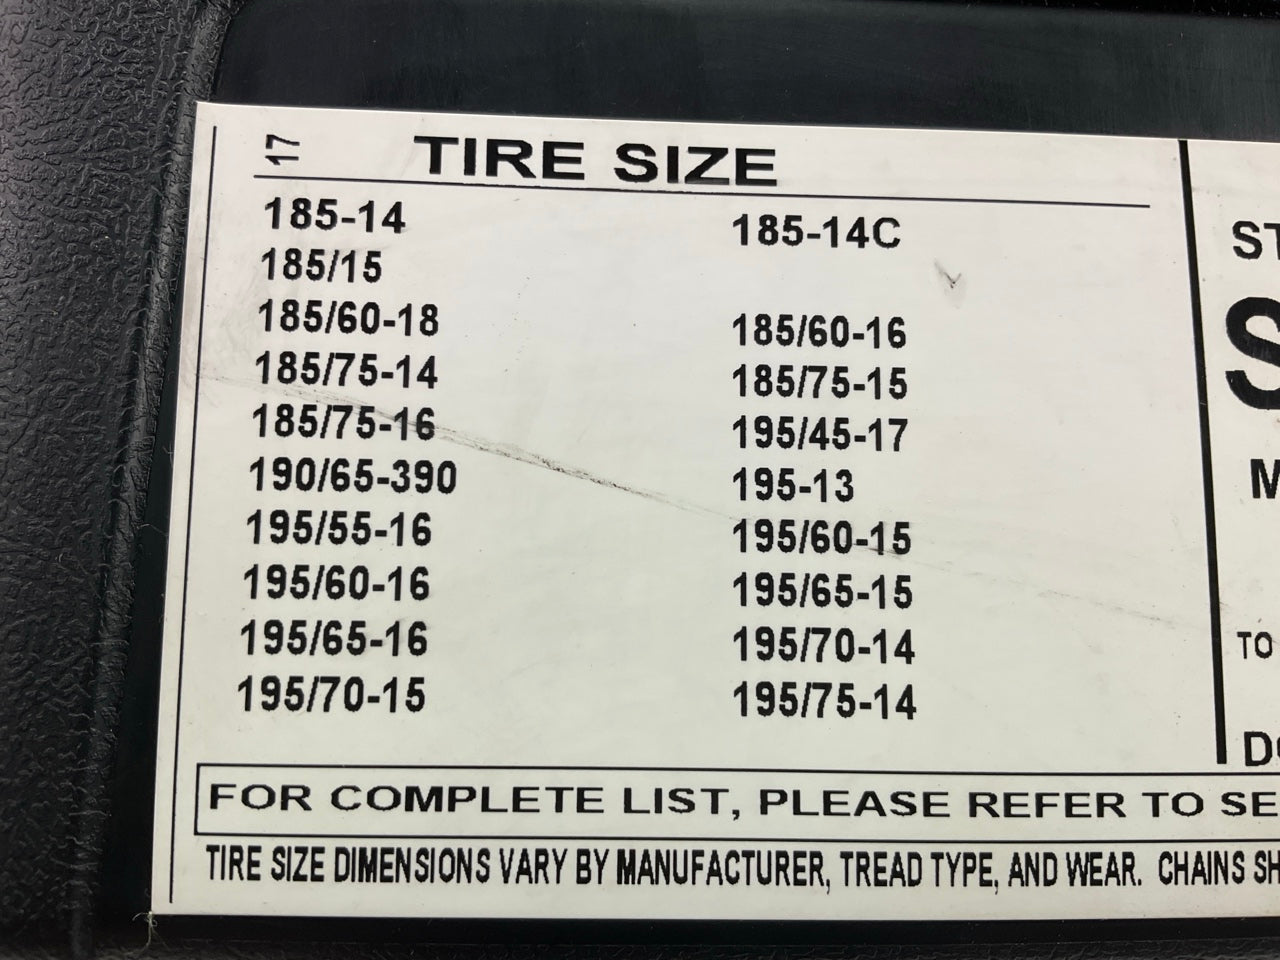 17 TIRE SIZE
185-14 185-14C
185/15
185/60-18 185/60-16
185/75-14 185/75-15
185/75-16 195/45-17
190/65-390 195-13
195/55-16 195/60-15
195/60-16 195/65-15
195/65-16 195/70-14
195/70-15 195/75-14
FOR COMPLETE LIST, PLEASE REFER TO SE
TIRE SIZE DIMENSIONS VARY BY MANUFACTURER, TREAD TYPE, AND WEAR. CHAINS SH
ST
S
M
TO
DO